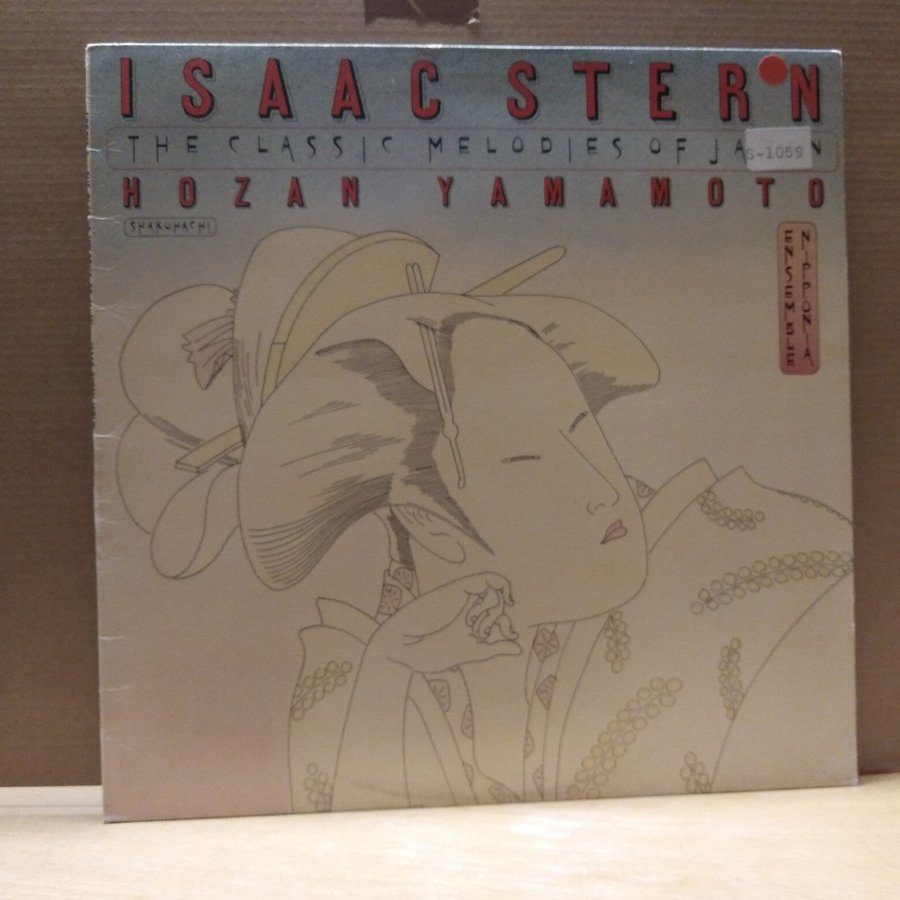 ISAAC STERN
THE CLASSIC MELODIES OF JA N
S-1059
HOZAN YAMAMOTO
SHAKUHACHI
ENSEMBLE
NIPPONIA